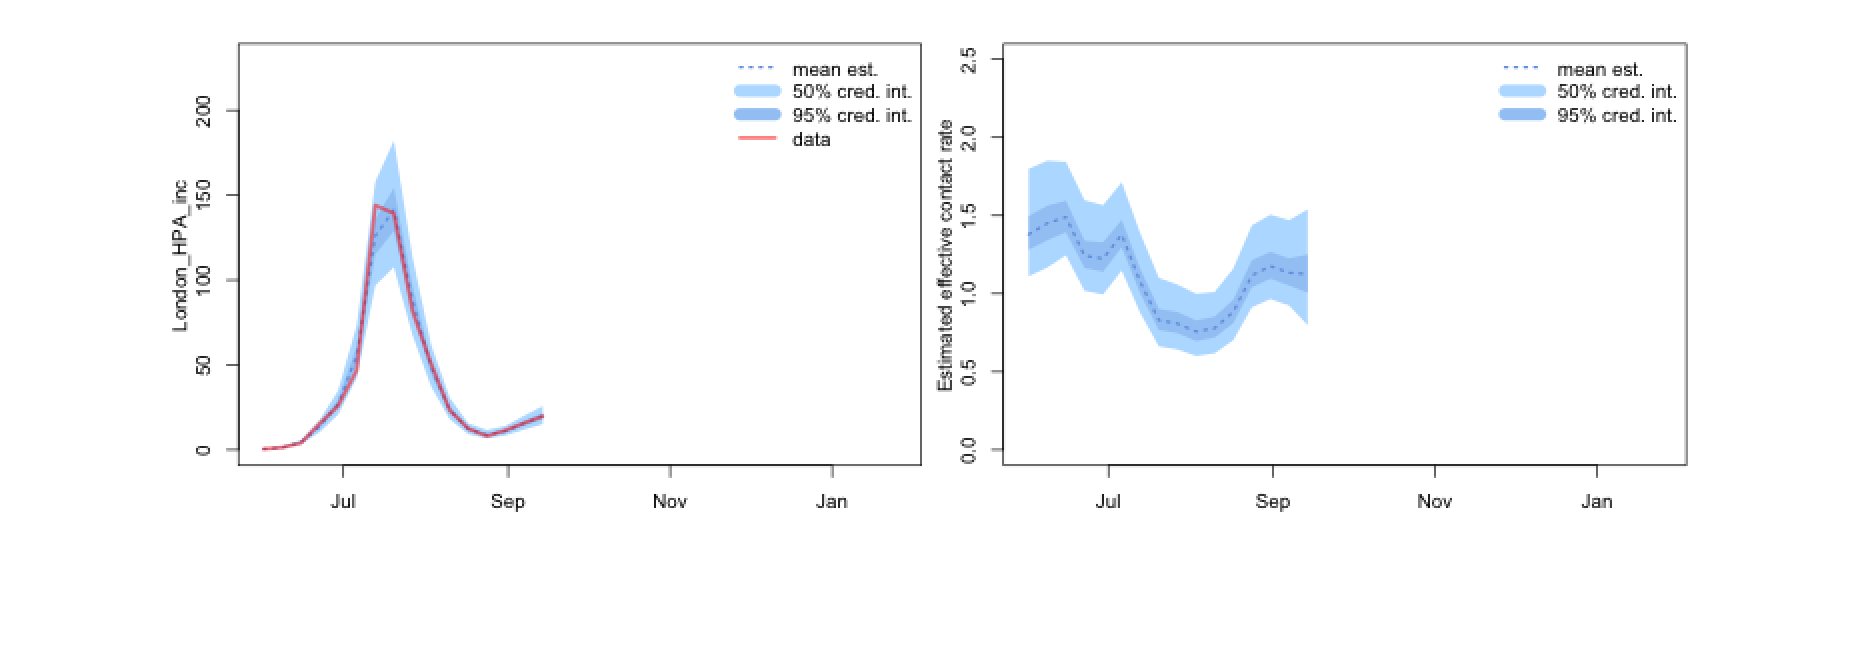 mean est.
50% cred. int.
95% cred. int.
data
London_HPA_inc
200
150
100
50
0
Jul
Sep
Nov
Jan
mean est.
50% cred. int.
95% cred. int.
Estimated effective contact rate
2.5
2.0
1.5
1.0
0.5
0.0
Jul
Sep
Nov
Jan